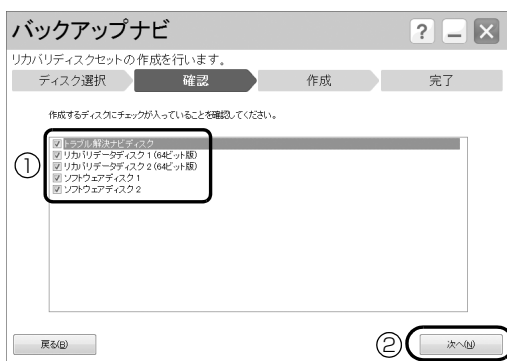 バックアップナビ
?
リカバリディスクセットの作成を行います。
ディスク選択 確認 作成 完了
作成するディスクにチェックが入っていることを確認してください。
①
トラブル解決ナビディスク
リカバリデータディスク1(64ビット版)
リカバリデータディスク2(64ビット版)
ソフトウェアディスク1
ソフトウェアディスク2
戻る(B) ② 次へ(N)